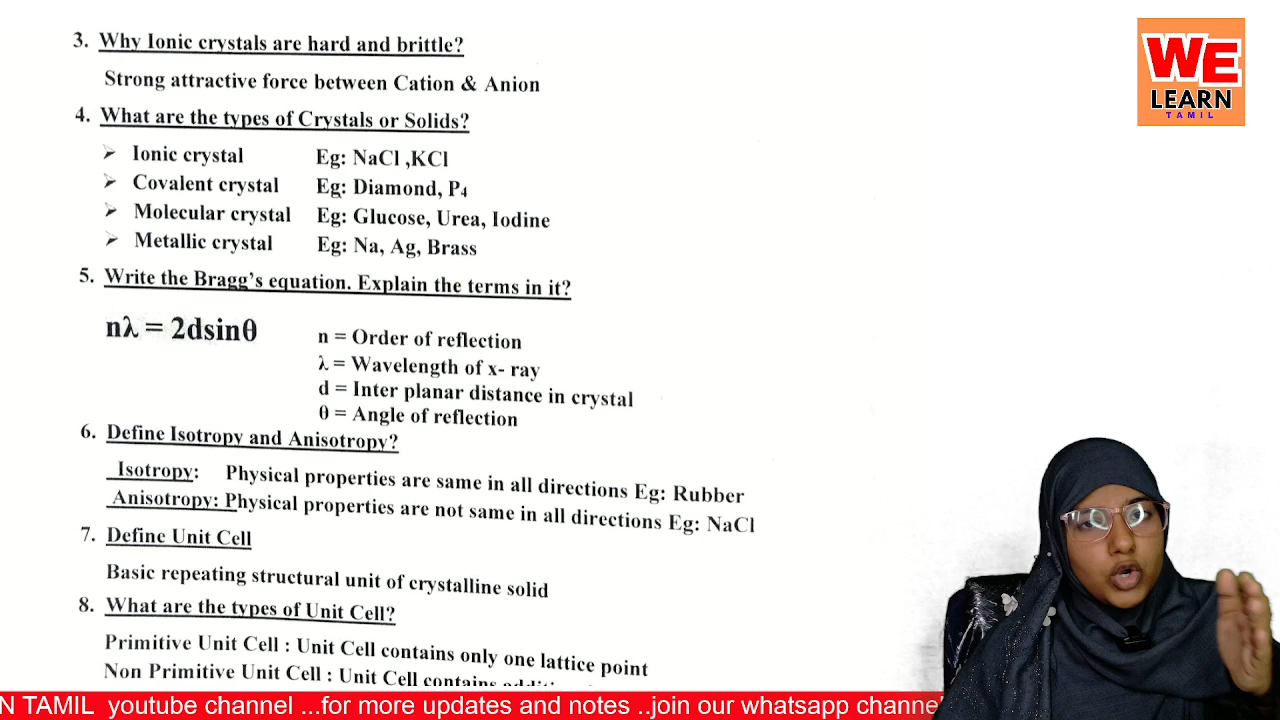 3. Why Ionic crystals are hard and brittle?
Strong attractive force between Cation & Anion
4. What are the types of Crystals or Solids?
➢ Ionic crystal Eg: NaCl ,KCl
➢ Covalent crystal Eg: Diamond, P₄
➢ Molecular crystal Eg: Glucose, Urea, Iodine
➢ Metallic crystal Eg: Na, Ag, Brass
5. Write the Bragg's equation. Explain the terms in it?
nλ = 2dsinθ
n = Order of reflection
λ = Wavelength of x- ray
d = Inter planar distance in crystal
θ = Angle of reflection
6. Define Isotropy and Anisotropy?
Isotropy: Physical properties are same in all directions Eg: Rubber
Anisotropy: Physical properties are not same in all directions Eg: NaCl
7. Define Unit Cell
Basic repeating structural unit of crystalline solid
8. What are the types of Unit Cell?
Primitive Unit Cell : Unit Cell contains only one lattice point
Non Primitive Unit Cell : Unit Cell contains
N TAMIL youtube channel ...for more updates and notes ..join our whatsapp channel
WE
LEARN
TAMIL